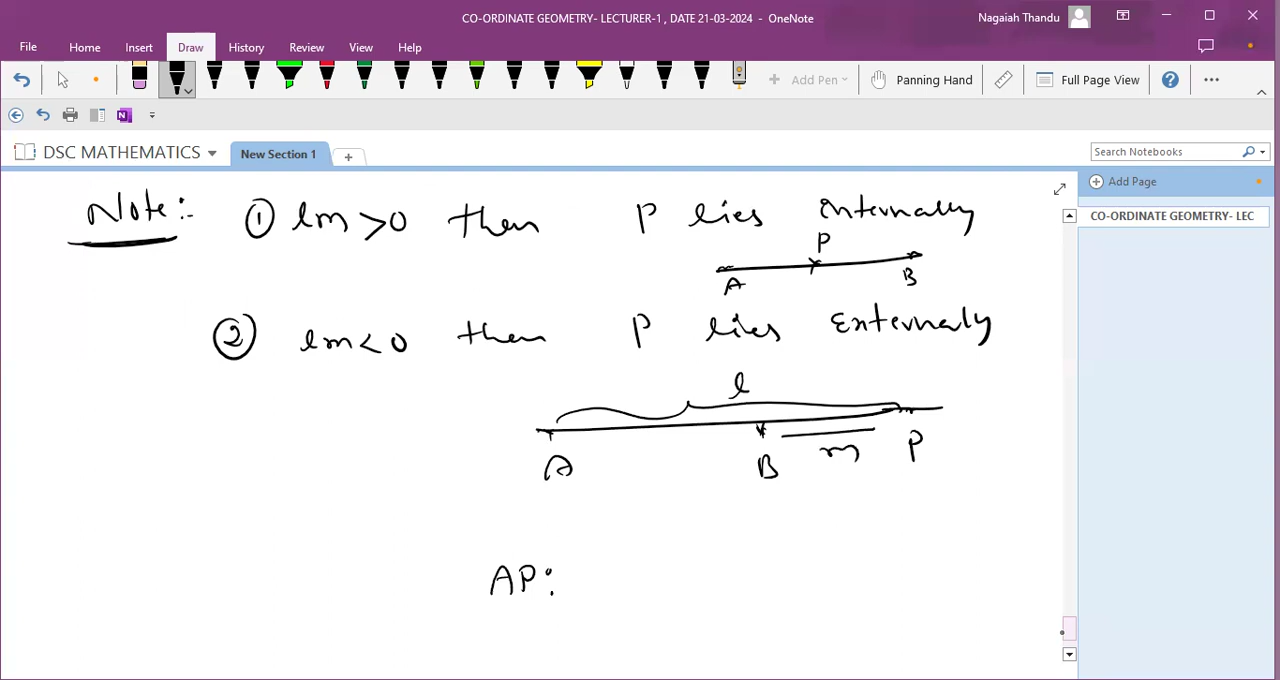 CO-ORDINATE GEOMETRY- LECTURER-1 , DATE 21-03-2024 - OneNote
Nagaiah Thandu
File Home Insert Draw History Review View Help
Add Pen
Panning Hand
Full Page View
DSC MATHEMATICS
New Section 1
Search Notebooks
Add Page
CO-ORDINATE GEOMETRY- LEC
Note:- ① lm>0 then P lies internally
P
A B
② lm<0 then P lies Externally
l
A B m P
AP: